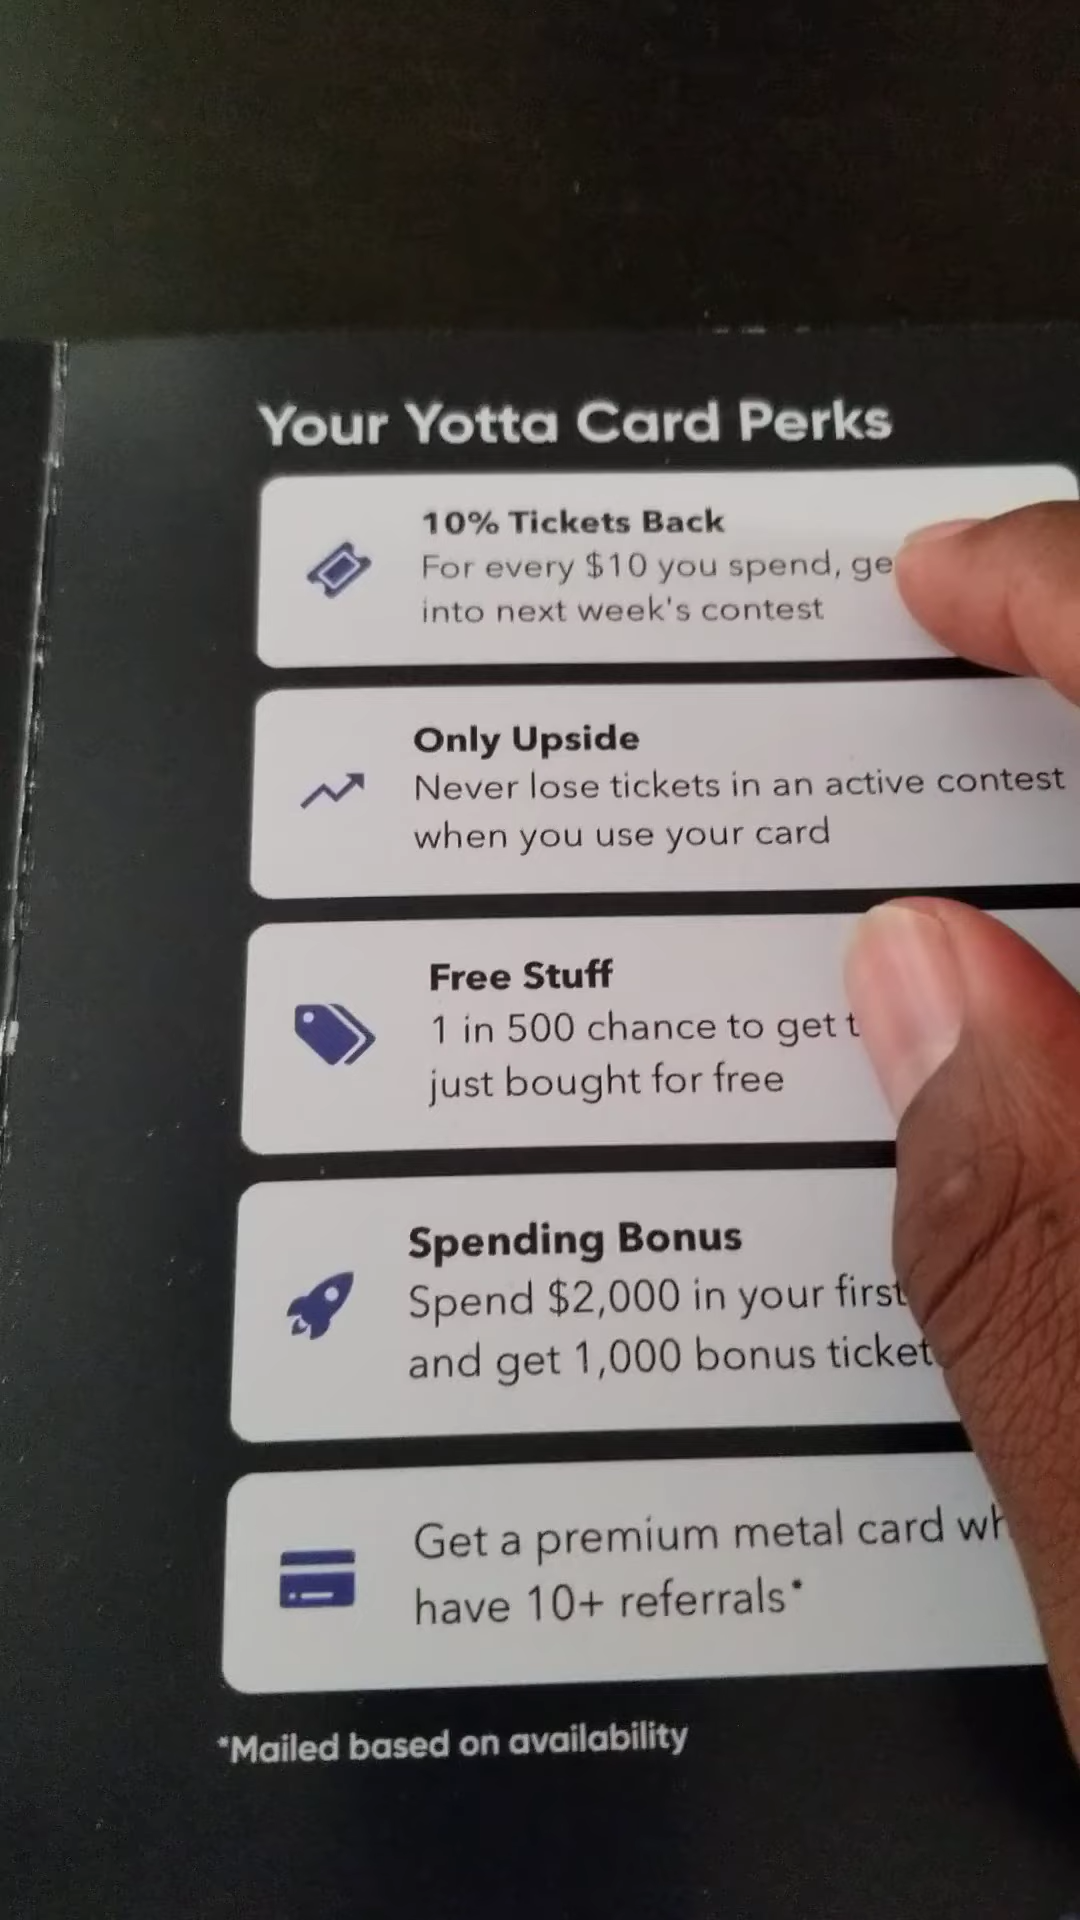 Your Yotta Card Perks
10% Tickets Back
For every $10 you spend,
into next week's contest
Only Upside
Never lose tickets in an active contest
when you use your card
Free Stuff
1 in 500 chance to get
just bought for free
Spending Bonus
Spend $2,000 in your first
and get 1,000 bonus
Get a premium metal card
have 10+ referrals*
*Mailed based on availability